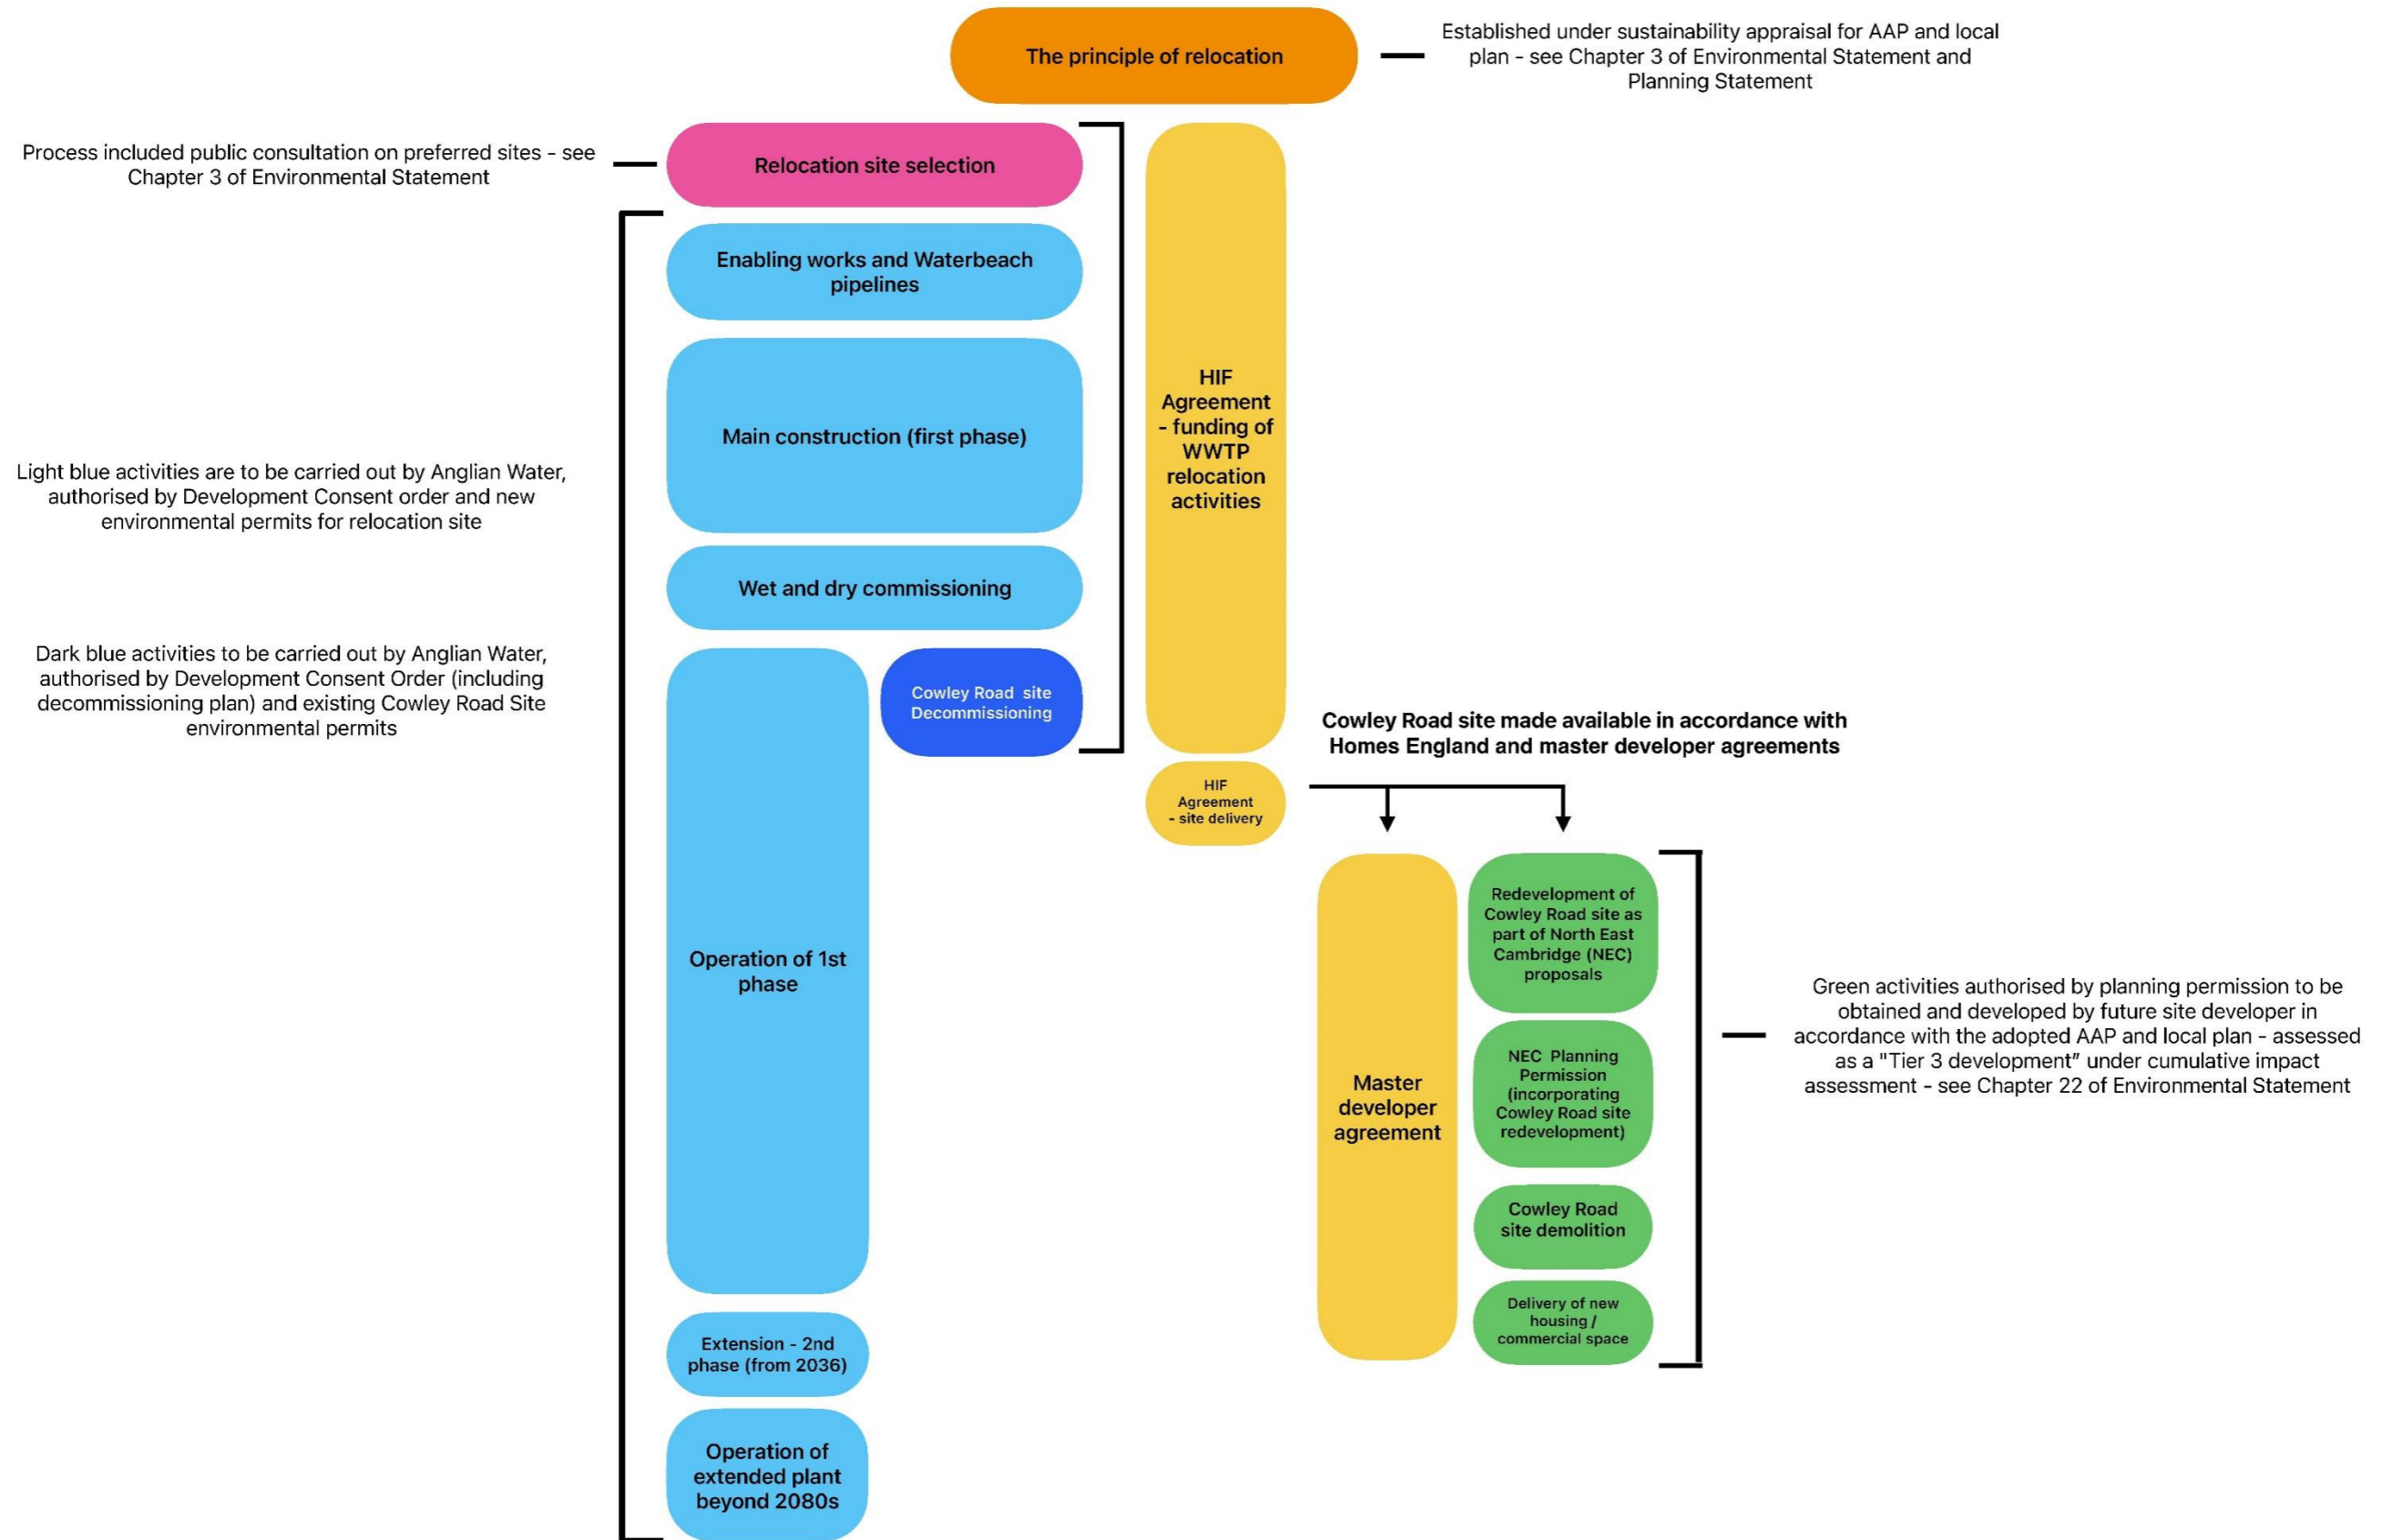 The principle of relocation
Established under sustainability appraisal for AAP and local
plan - see Chapter 3 of Environmental Statement and
Planning Statement
Process included public consultation on preferred sites - see
Chapter 3 of Environmental Statement
Relocation site selection
Enabling works and Waterbeach
pipelines
Main construction (first phase)
HIF
Agreement
- funding of
WWTP
relocation
activities
Light blue activities are to be carried out by Anglian Water,
authorised by Development Consent order and new
environmental permits for relocation site
Wet and dry commissioning
Dark blue activities to be carried out by Anglian Water,
authorised by Development Consent Order (including
decommissioning plan) and existing Cowley Road Site
environmental permits
Cowley Road site
Decommissioning
Cowley Road site made available in accordance with
Homes England and master developer agreements
HIF
Agreement
- site delivery
Operation of 1st
phase
Master
developer
agreement
Redevelopment of
Cowley Road site as
part of North East
Cambridge (NEC)
proposals
NEC Planning
Permission
(incorporating
Cowley Road site
redevelopment)
Cowley Road
site demolition
Delivery of new
housing /
commercial space
Green activities authorised by planning permission to be
obtained and developed by future site developer in
accordance with the adopted AAP and local plan - assessed
as a "Tier 3 development" under cumulative impact
assessment - see Chapter 22 of Environmental Statement
Extension - 2nd
phase (from 2036)
Operation of
extended plant
beyond 2080s